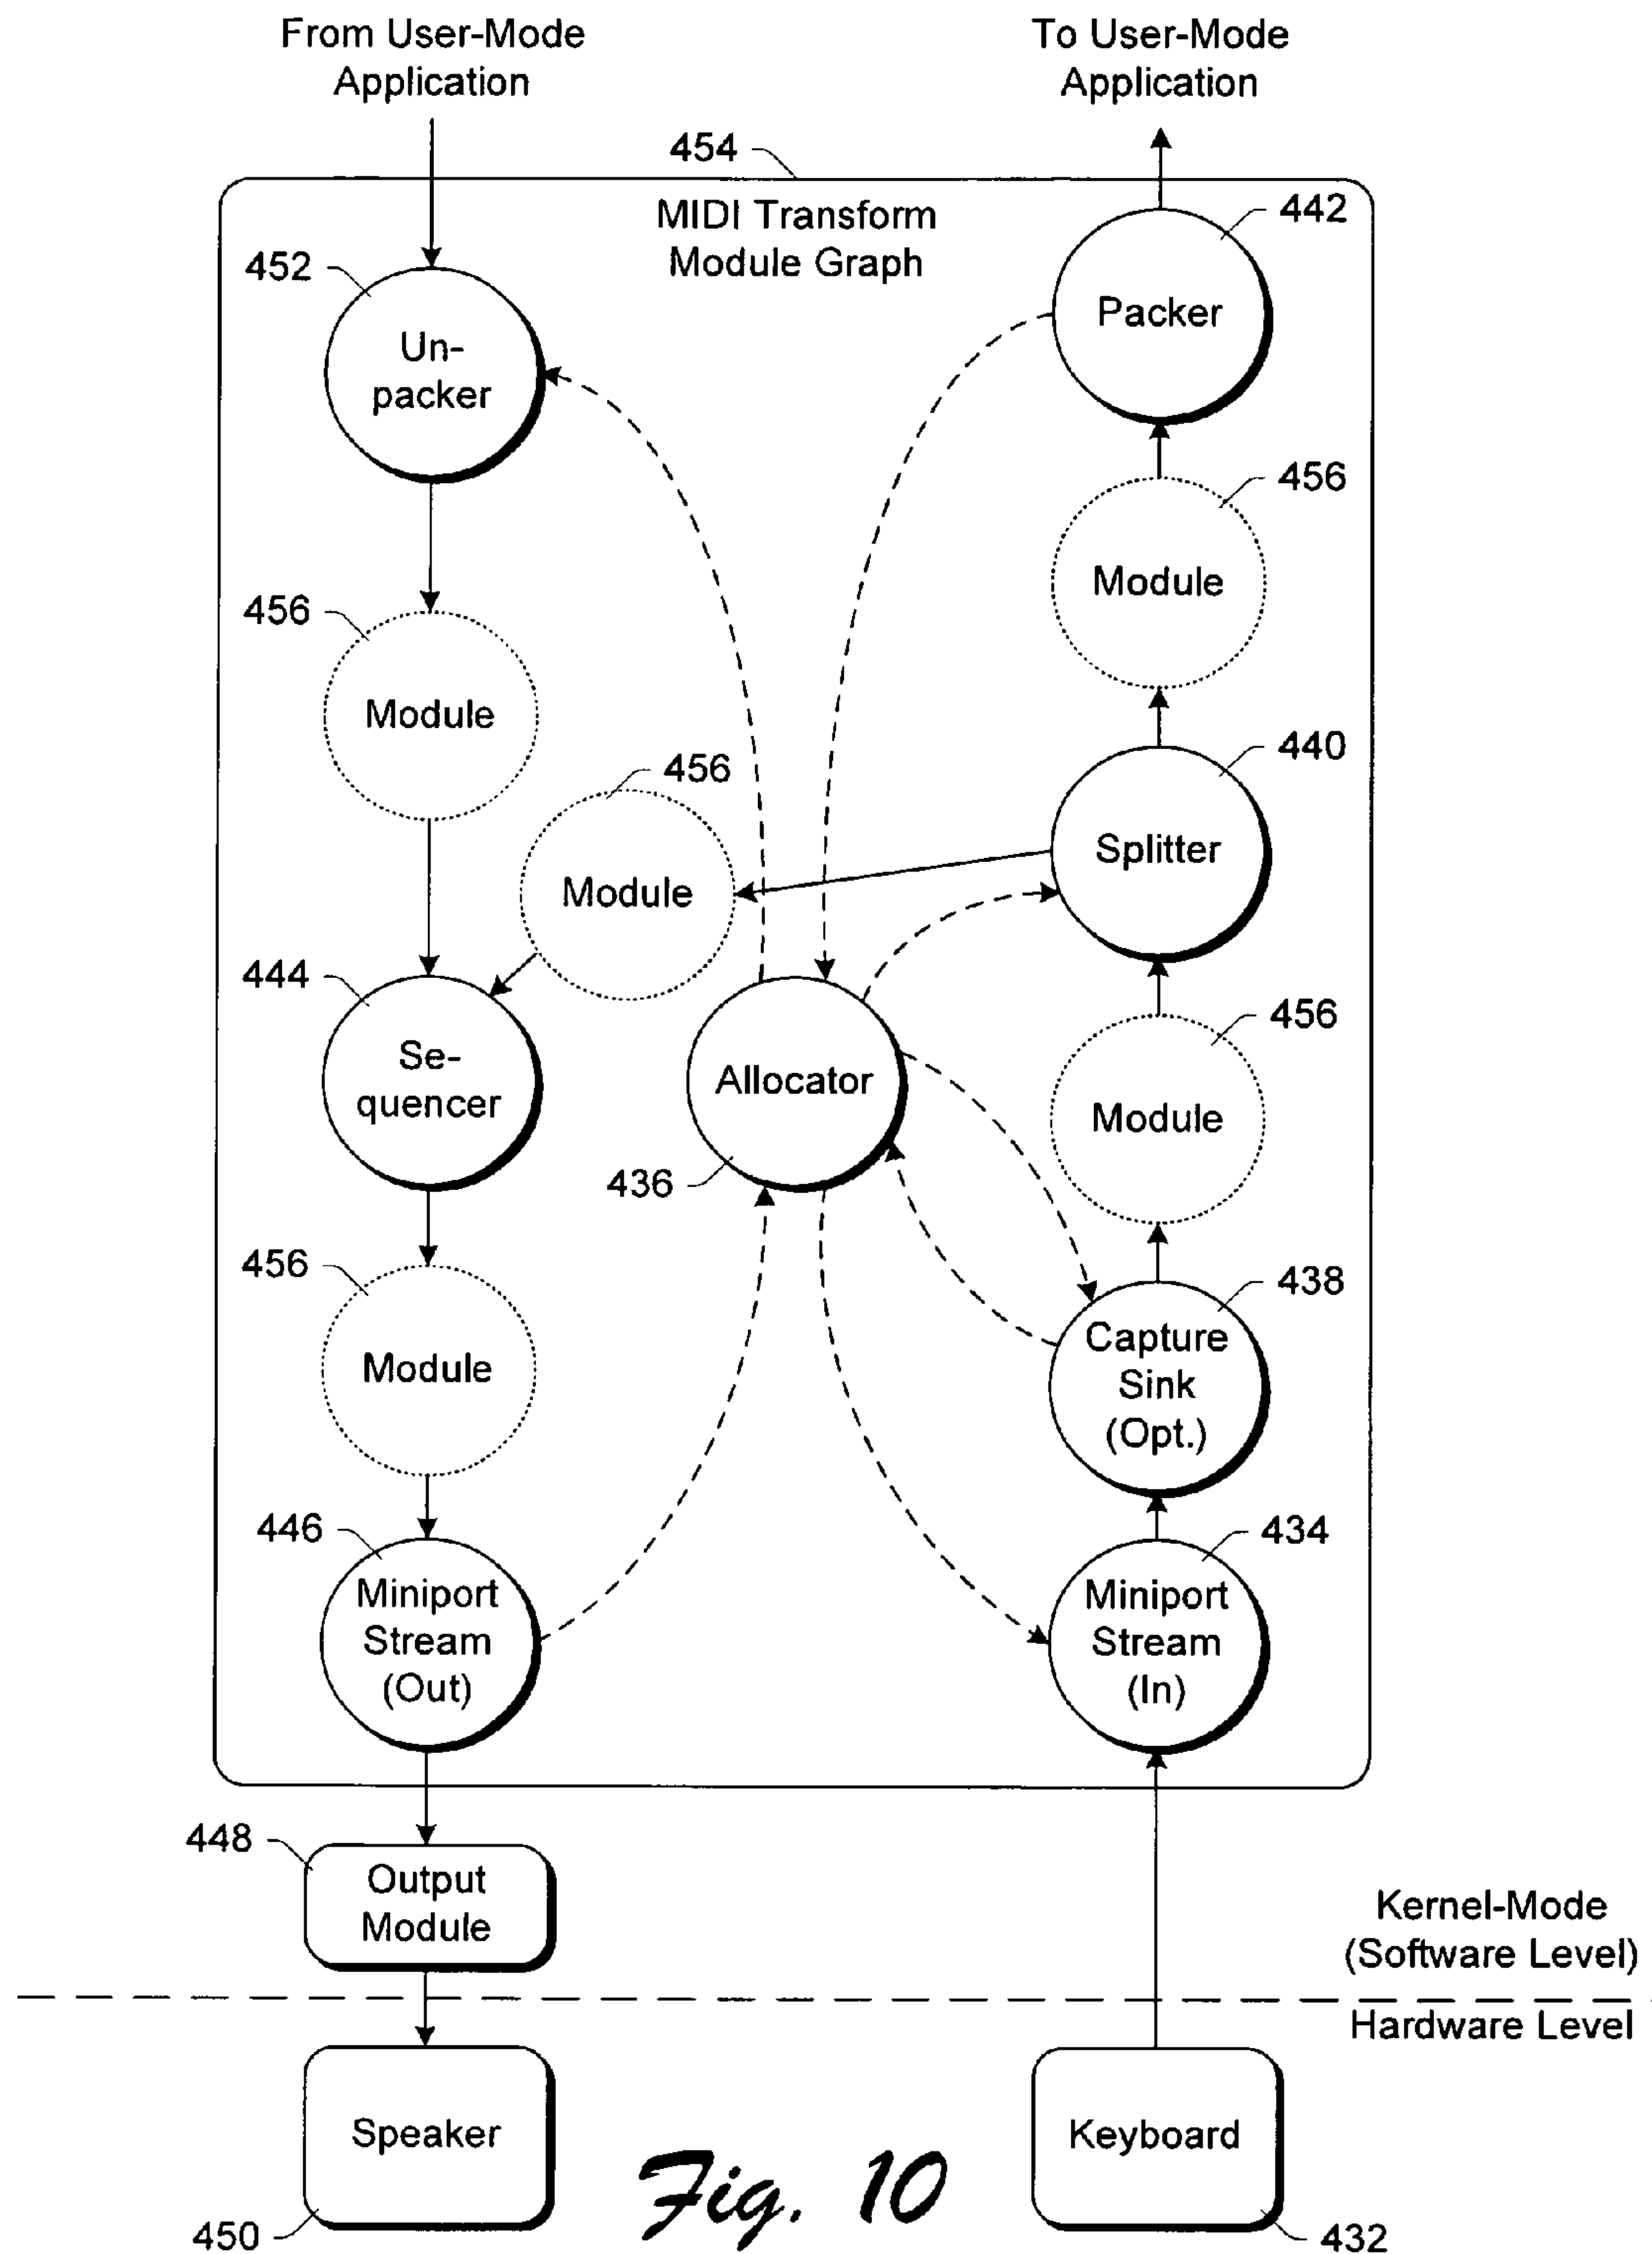 From User-Mode
Application
To User-Mode
Application
454
MIDI Transform
Module Graph
442
Packer
452
Un-
packer
456
Module
456
Module
456
Module
440
Splitter
444
Se-
quencer
Allocator
436
456
Module
456
Module
438
Capture
Sink
(Opt.)
446
Miniport
Stream
(Out)
434
Miniport
Stream
(In)
448
Output
Module
Kernel-Mode
(Software Level)
Hardware Level
Speaker
450
Keyboard
432
Fig. 10